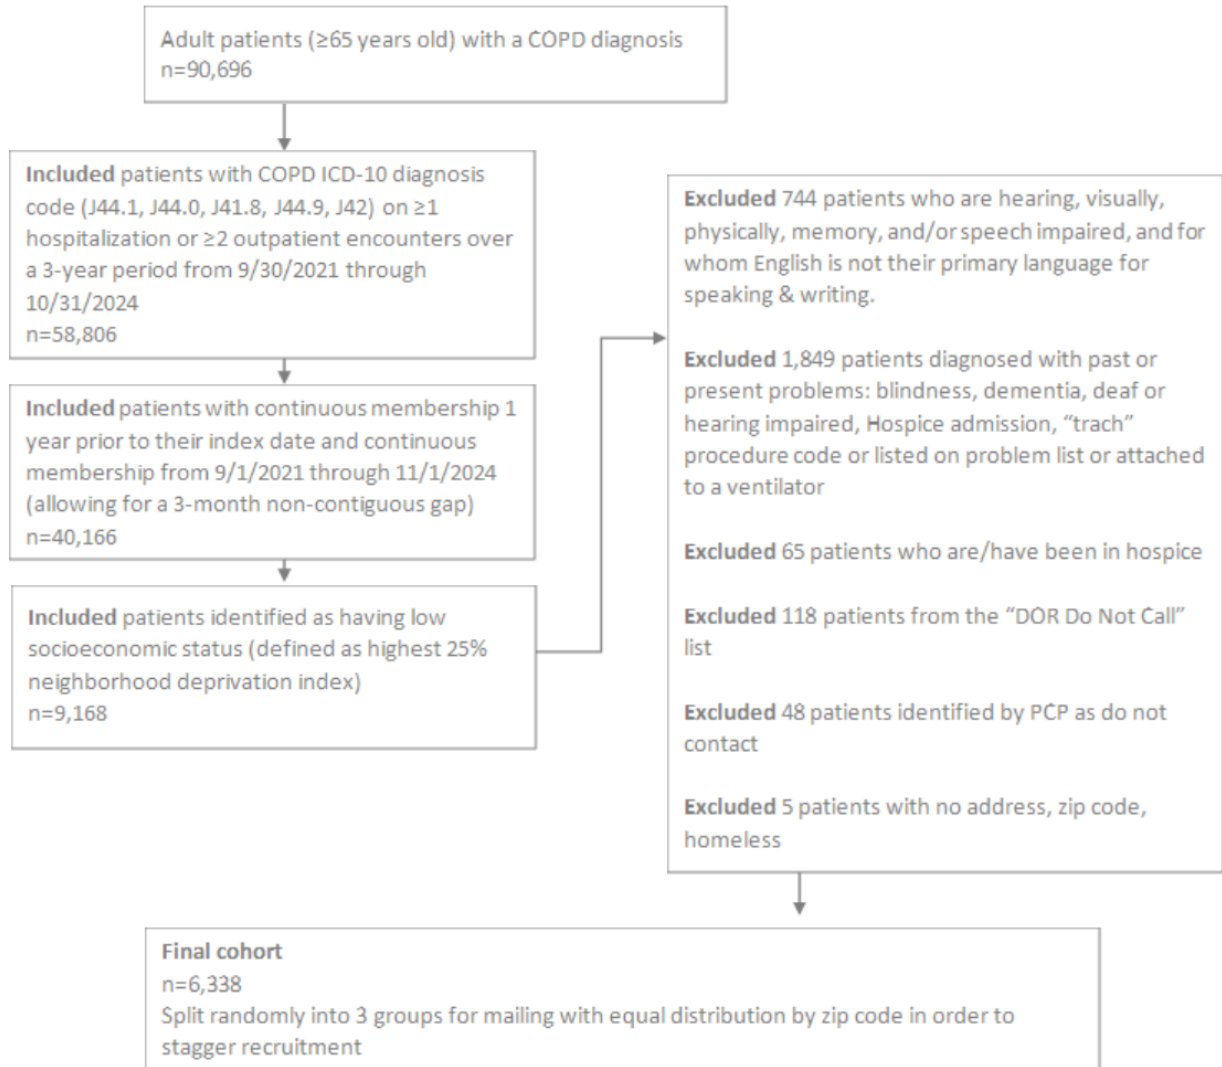 Adult patients (≥65 years old) with a COPD diagnosis
n=90,696
Included patients with COPD ICD-10 diagnosis
code (J44.1, J44.0, J41.8, J44.9, J42) on ≥1
hospitalization or ≥2 outpatient encounters over
a 3-year period from 9/30/2021 through
10/31/2024
n=58,806
Included patients with continuous membership 1
year prior to their index date and continuous
membership from 9/1/2021 through 11/1/2024
(allowing for a 3-month non-contiguous gap)
n=40,166
Included patients identified as having low
socioeconomic status (defined as highest 25%
neighborhood deprivation index)
n=9,168
Excluded 744 patients who are hearing, visually,
physically, memory, and/or speech impaired, and for
whom English is not their primary language for
speaking & writing.
Excluded 1,849 patients diagnosed with past or
present problems: blindness, dementia, deaf or
hearing impaired, Hospice admission, “trach”
procedure code or listed on problem list or attached
to a ventilator
Excluded 65 patients who are/have been in hospice
Excluded 118 patients from the “DOR Do Not Call”
list
Excluded 48 patients identified by PCP as do not
contact
Excluded 5 patients with no address, zip code,
homeless
Final cohort
n=6,338
Split randomly into 3 groups for mailing with equal distribution by zip code in order to
stagger recruitment